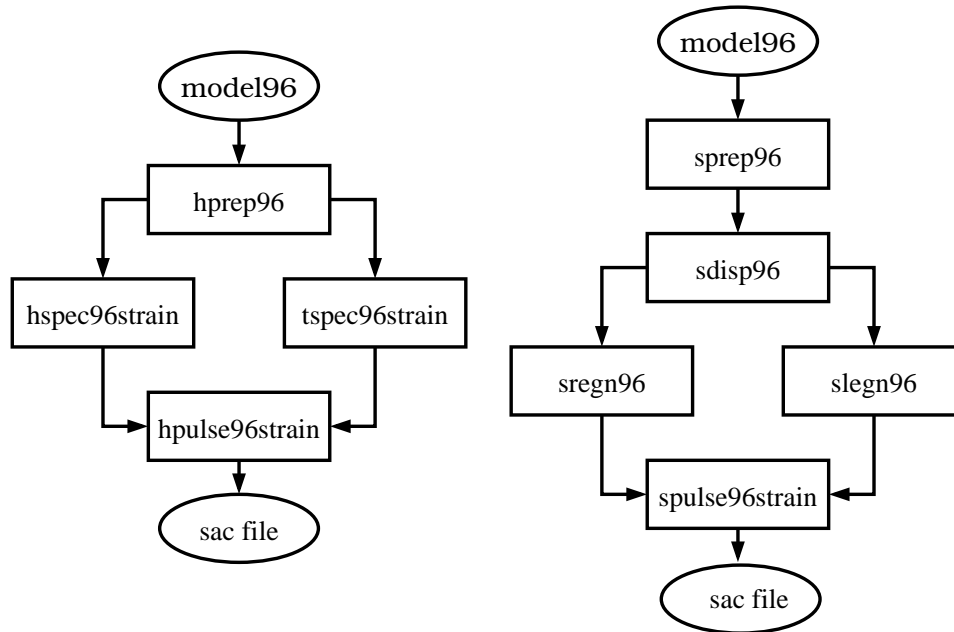 model96
hprep96
hspec96strain
tspec96strain
hpulse96strain
sac file
model96
sprep96
sdisp96
sregn96
slegn96
spulse96strain
sac file